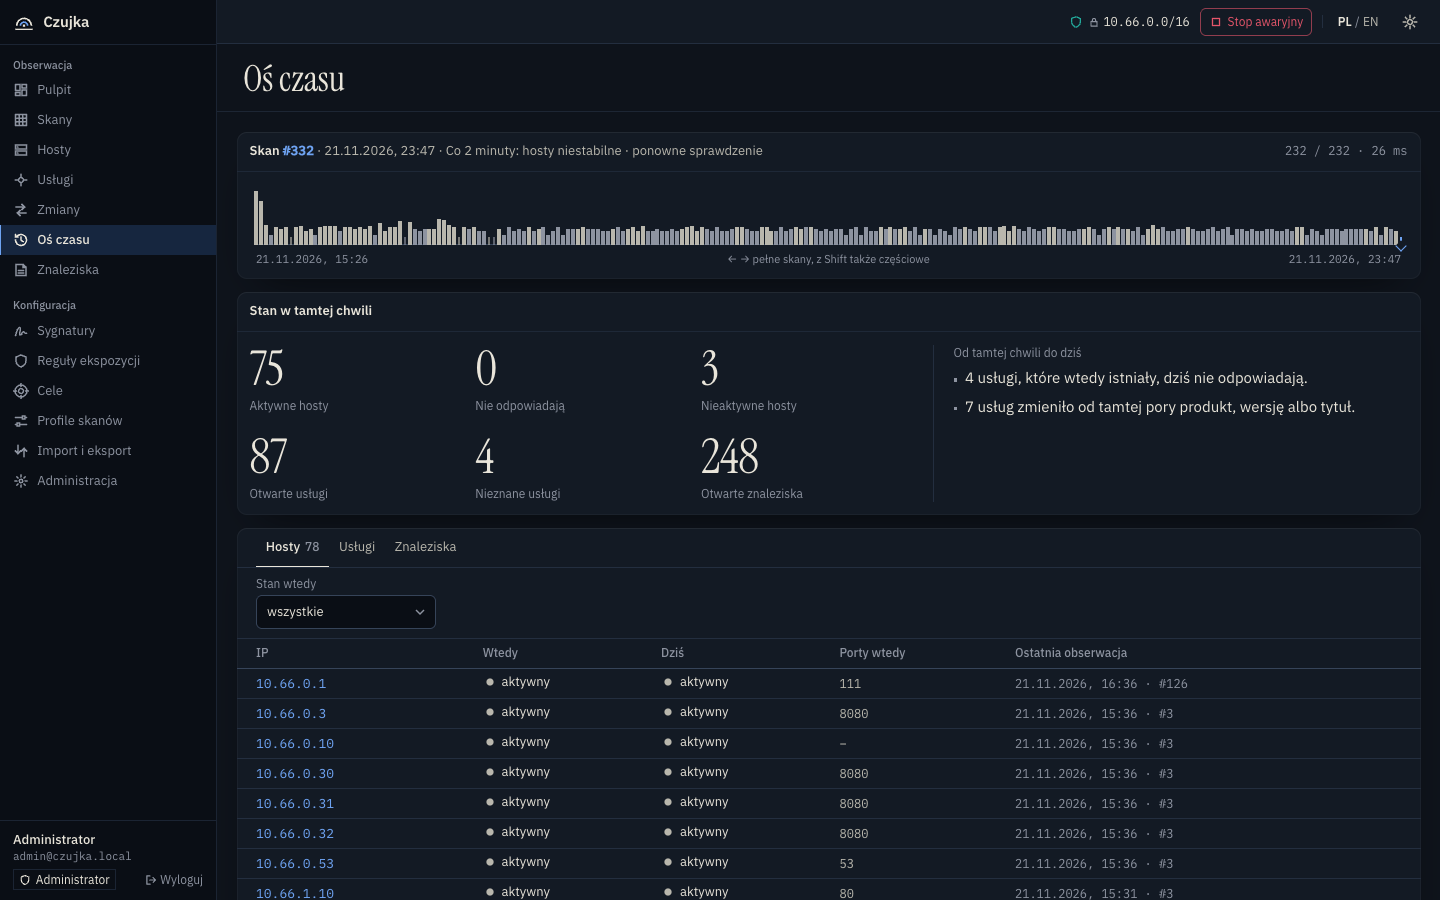 Czujka
10.66.0.0/16
Stop awaryjny
PL / EN
Obserwacja
Pulpit
Skany
Hosty
Usługi
Zmiany
Oś czasu
Znaleziska
Konfiguracja
Sygnatury
Reguły ekspozycji
Cele
Profile skanów
Import i eksport
Administracja
Administrator
admin@czujka.local
Administrator
Wyloguj
Oś czasu
Skan #332 · 21.11.2026, 23:47 · Co 2 minuty: hosty niestabilne · ponowne sprawdzenie
232 / 232 · 26 ms
21.11.2026, 15:26
← → pełne skany, z Shift także częściowe
21.11.2026, 23:47
Stan w tamtej chwili
75
Aktywne hosty
0
Nie odpowiadają
3
Nieaktywne hosty
87
Otwarte usługi
4
Nieznane usługi
248
Otwarte znaleziska
Od tamtej chwili do dziś
4 usługi, które wtedy istniały, dziś nie odpowiadają.
7 usług zmieniło od tamtej pory produkt, wersję albo tytuł.
Hosty 78 Usługi Znaleziska
Stan wtedy
wszystkie
IP Wtedy Dziś Porty wtedy Ostatnia obserwacja
10.66.0.1 aktywny aktywny 111 21.11.2026, 16:36 · #126
10.66.0.3 aktywny aktywny 8080 21.11.2026, 15:36 · #3
10.66.0.10 aktywny aktywny – 21.11.2026, 15:36 · #3
10.66.0.30 aktywny aktywny 8080 21.11.2026, 15:36 · #3
10.66.0.31 aktywny aktywny 8080 21.11.2026, 15:36 · #3
10.66.0.32 aktywny aktywny 8080 21.11.2026, 15:36 · #3
10.66.0.53 aktywny aktywny 53 21.11.2026, 15:36 · #3
10.66.1.10 aktywny aktywny 80 21.11.2026, 15:31 · #3